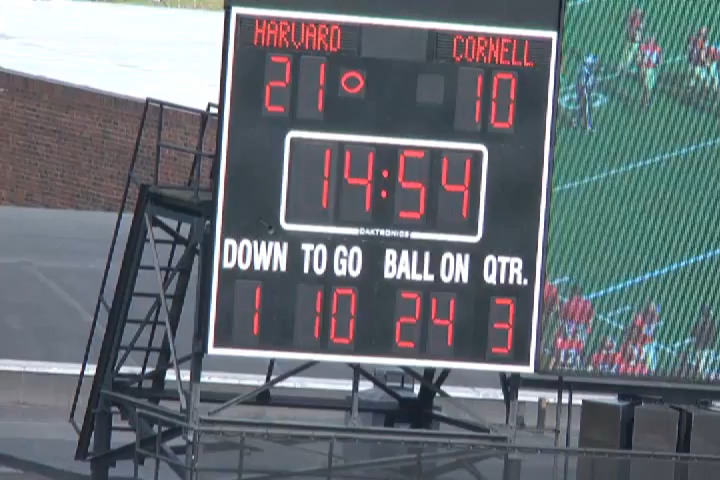 HARVARD CORNELL
21 10
14:54
DAKTRONICS
DOWN TO GO BALL ON QTR.
1 10 24 3